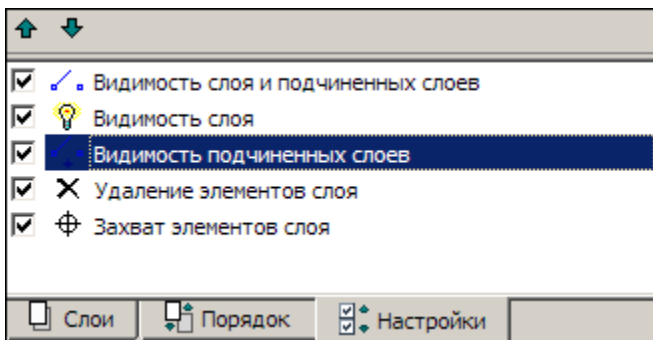 Видимость слоя и подчиненных слоев
Видимость слоя
Видимость подчиненных слоев
Удаление элементов слоя
Захват элементов слоя
Слои Порядок Настройки